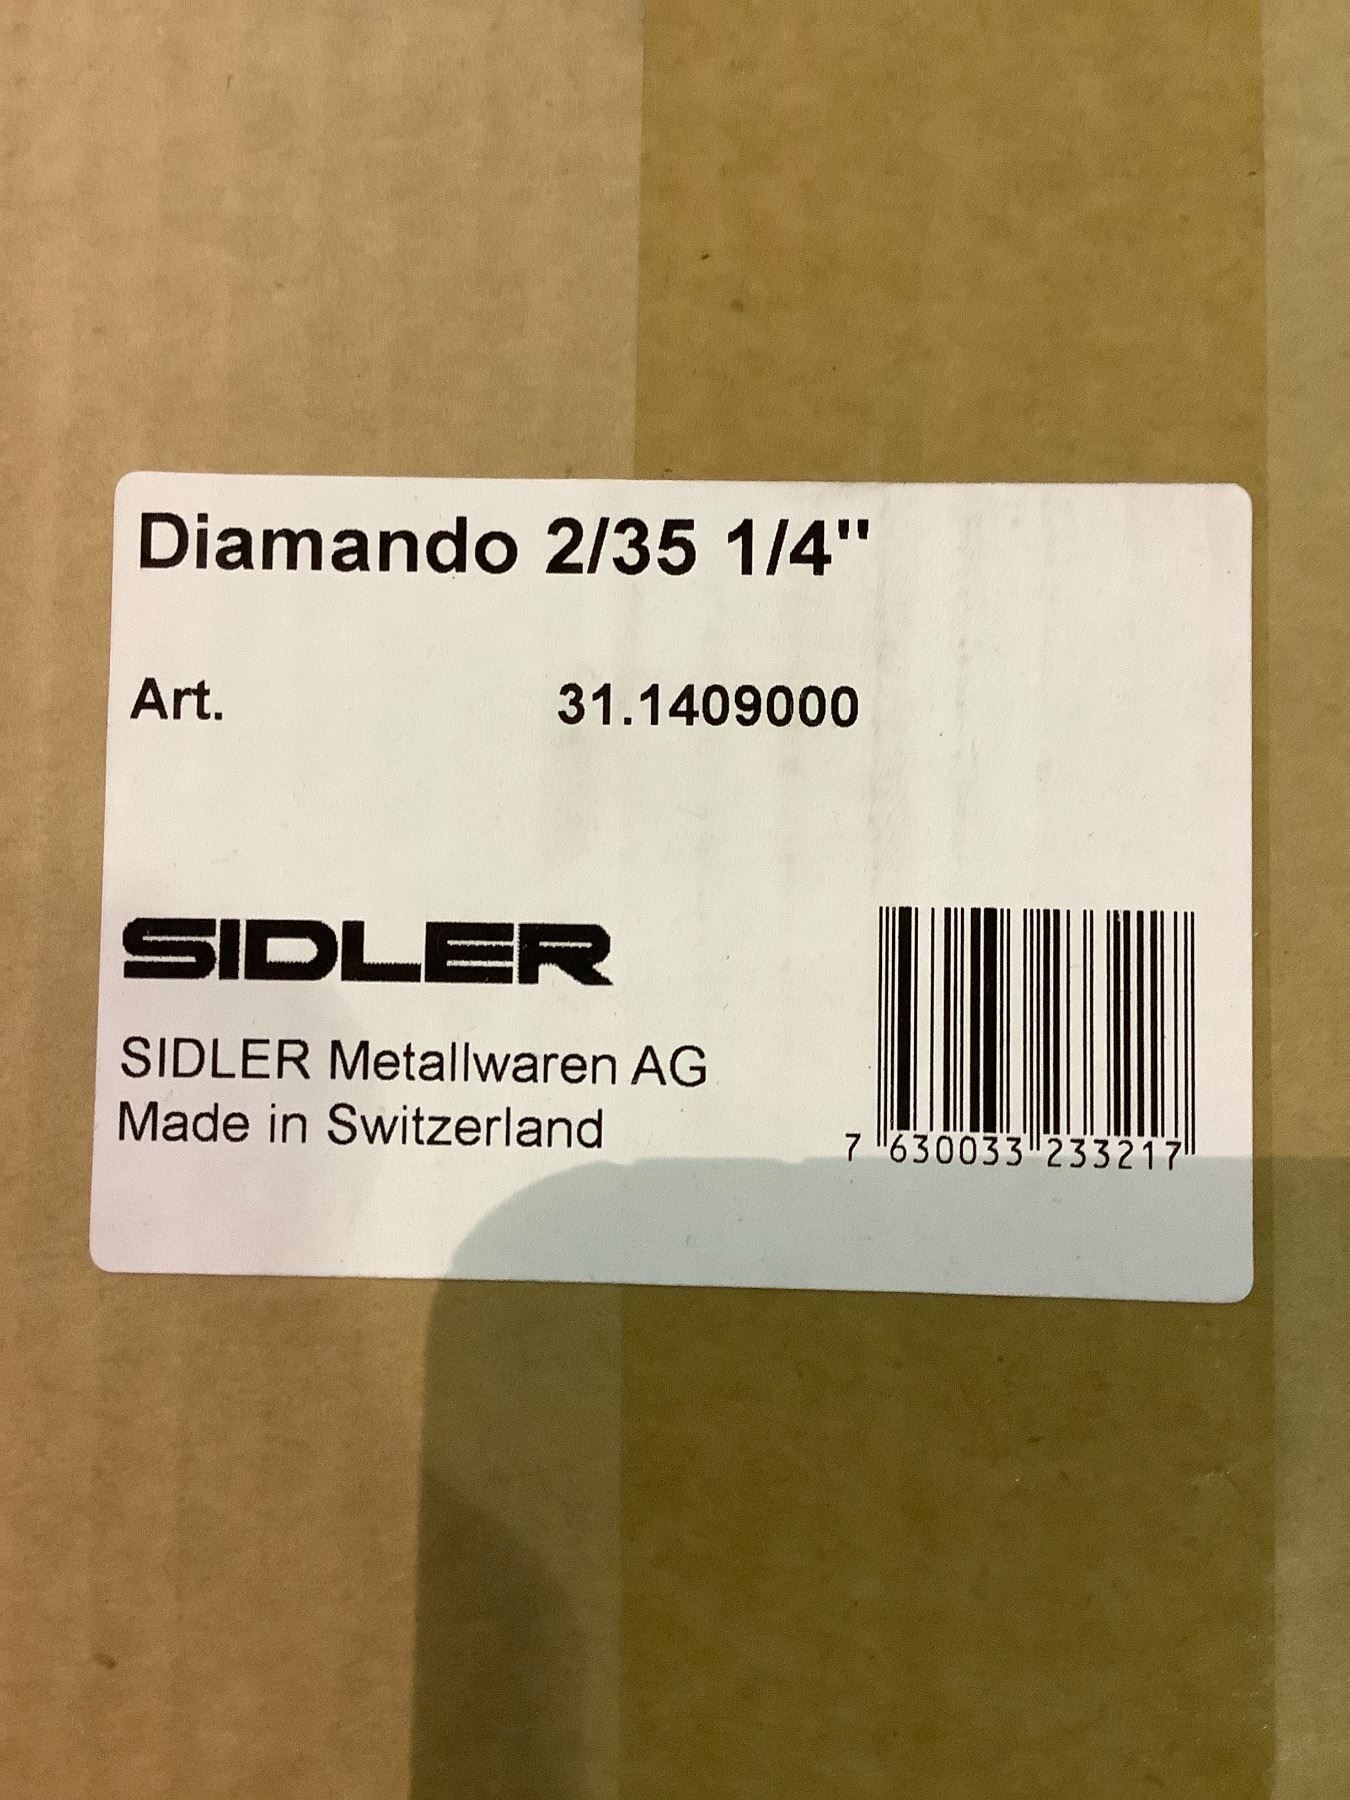 Diamando 2/35 1/4"
Art. 31.1409000
SIDLER
SIDLER Metallwaren AG
Made in Switzerland
7 630033 233217